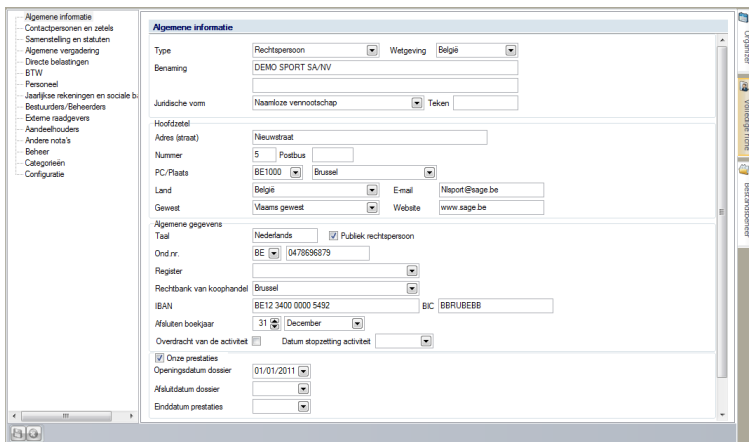 Algemene informatie
Contactpersonen en zetels
Samenstelling en statuten
Algemene vergadering
Directe belastingen
BTW
Personeel
Jaarlijkse rekeningen en sociale ba
Bestuurders/Beheerders
Externe raadgevers
Aandeelhouders
Andere nota's
Beheer
Categorieën
Configuratie
Algemene informatie
Type Rechtspersoon Wetgeving België
Benaming DEMO SPORT SA/NV
Juridische vorm Naamloze vennootschap Teken
Hoofdzetel
Adres (straat) Nieuwstraat
Nummer 5 Postbus
PC/Plaats BE1000 Brussel
Land België E-mail Nlsport@sage.be
Gewest Vlaams gewest Website www.sage.be
Algemene gegevens
Taal Nederlands Publiek rechtspersoon
Ond.nr. BE 0478696879
Register
Rechtbank van koophandel Brussel
IBAN BE12 3400 0000 5492 BIC BBRUBEBB
Afsluiten boekjaar 31 December
Overdracht van de activiteit Datum stopzetting activiteit
Onze prestaties
Openingsdatum dossier 01/01/2011
Afsluitdatum dossier
Einddatum prestaties
Organizer
Volledige fiche
Bestandsbeheer